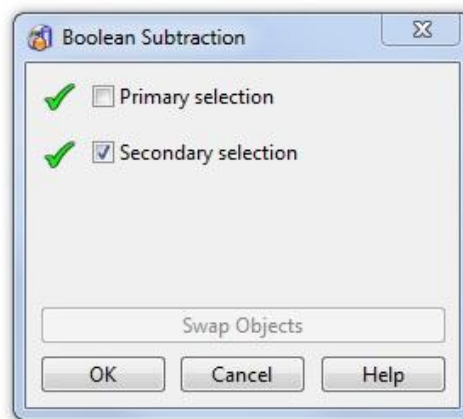 Boolean Subtraction
Primary selection
Secondary selection
Swap Objects
OK Cancel Help